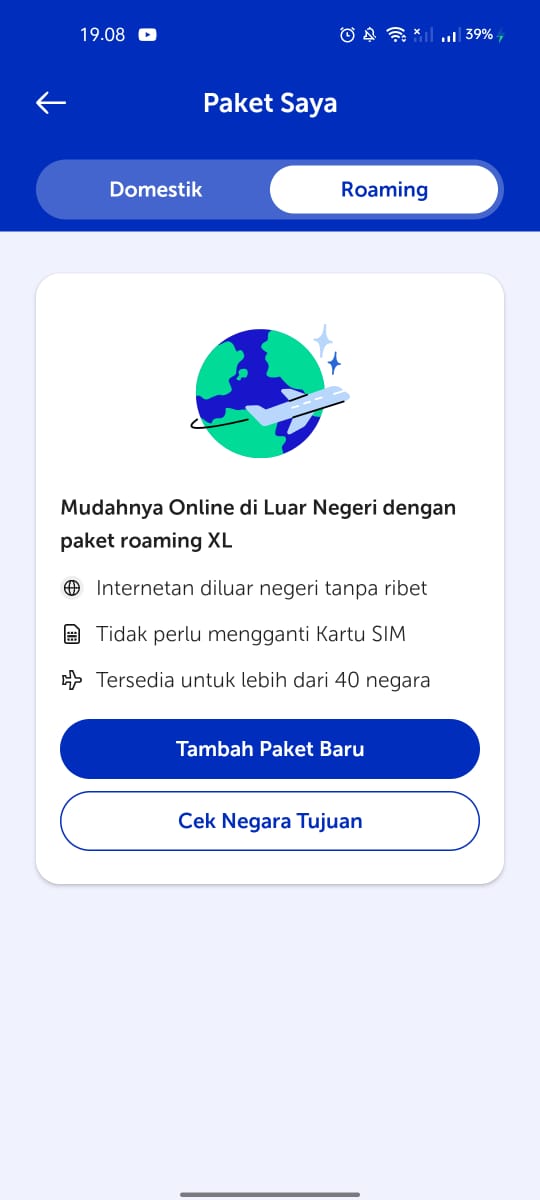 19.08
39%
Paket Saya
Domestik
Roaming
Mudahnya Online di Luar Negeri dengan
paket roaming XL
Internetan diluar negeri tanpa ribet
Tidak perlu mengganti Kartu SIM
Tersedia untuk lebih dari 40 negara
Tambah Paket Baru
Cek Negara Tujuan